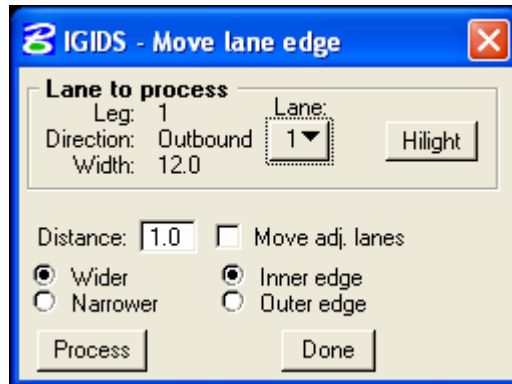 IGIDS - Move lane edge
Lane to process
Leg: 1
Direction: Outbound
Width: 12.0
Lane:
1
Hilight
Distance: 1.0 Move adj. lanes
Wider Inner edge
Narrower Outer edge
Process Done